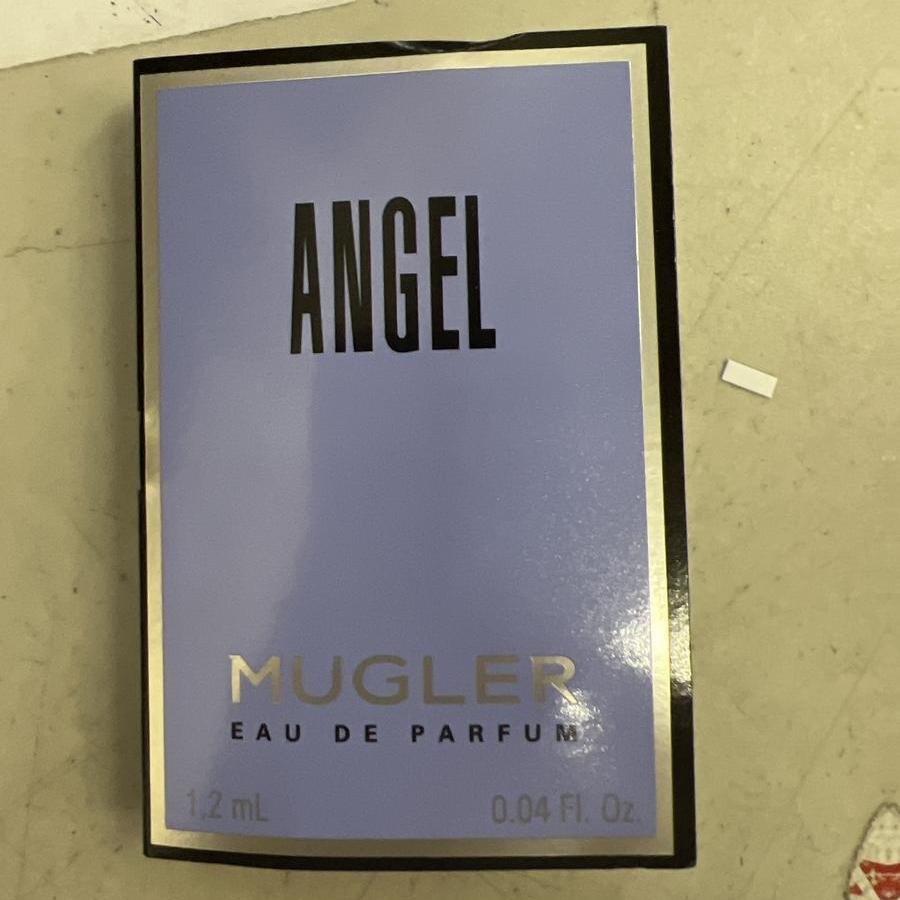 ANGEL
MUGLER
EAU DE PARFUM
1,2 mL 0.04 Fl. Oz.